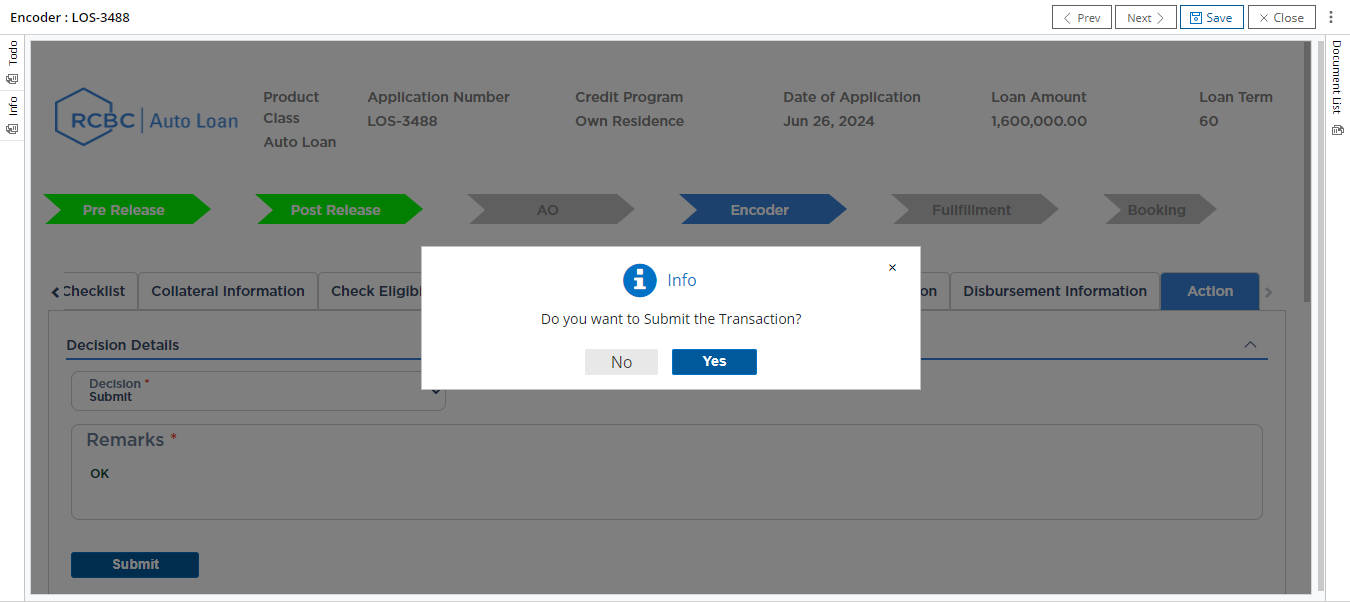 Encoder : LOS-3488
Prev
Next
Save
Close
Todo
Info
Document List
RCBC Auto Loan
Product
Class
Auto Loan
Application Number
LOS-3488
Credit Program
Own Residence
Date of Application
Jun 26, 2024
Loan Amount
1,600,000.00
Loan Term
60
Pre Release
Post Release
AO
Encoder
Fullfillment
Booking
Checklist
Collateral Information
Check Eligibi
on
Disbursement Information
Action
Info
×
Do you want to Submit the Transaction?
No
Yes
Decision Details
Decision *
Submit
Remarks *
OK
Submit